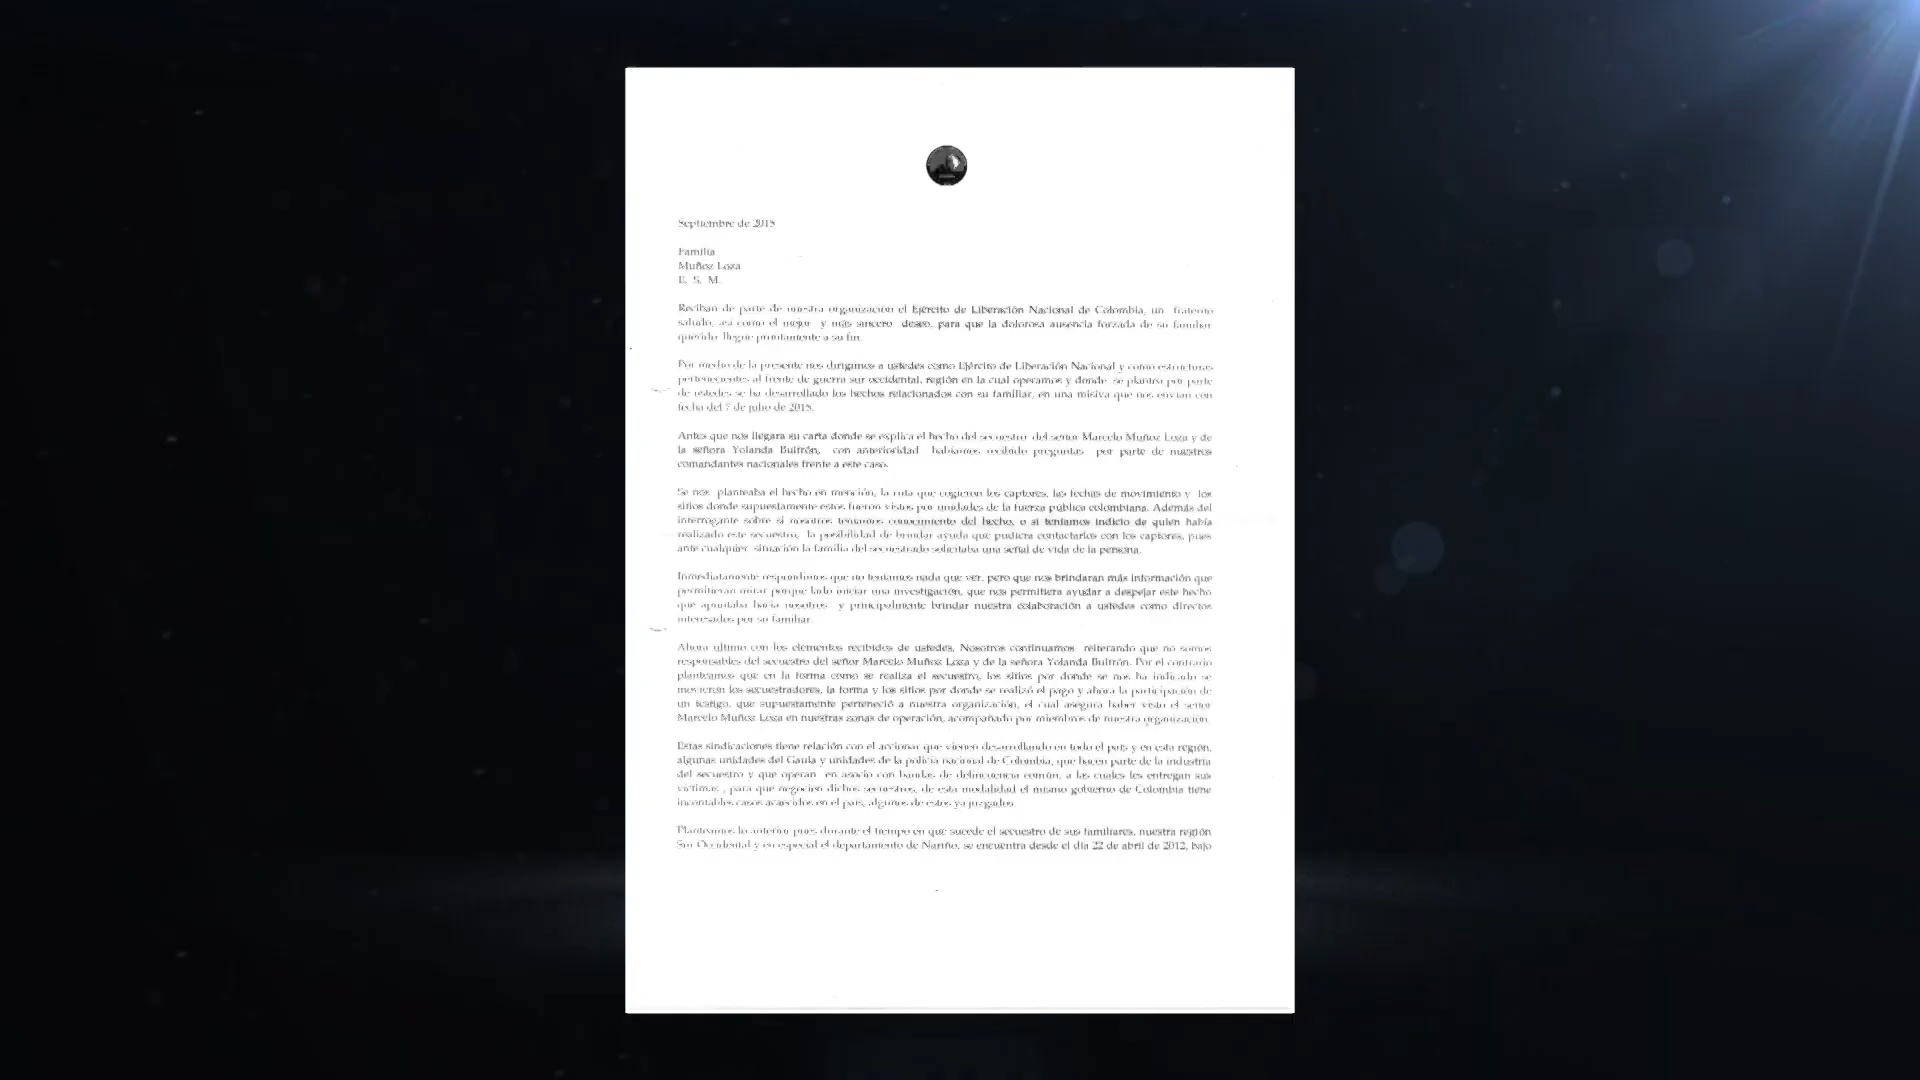 Septiembre de 2015
Familia
Muñoz Loza
E. S. M.
Reciban de parte de nuestra organización el Ejército de Liberación Nacional de Colombia, un fraterno
saludo, así como el mejor y más sincero deseo, para que la dolorosa ausencia forzada de su familiar
querido llegue prontamente a su fin.
Por medio de la presente nos dirigimos a ustedes como Ejército de Liberación Nacional y como estructuras
pertenecientes al frente de guerra sur occidental, región en la cual operamos y donde se plantea por parte
de ustedes se ha desarrollado los hechos relacionados con su familiar, en una misiva que nos envían con
fecha del 7 de julio de 2015.
Antes que nos llegara su carta donde se explica el hecho del secuestro del señor Marcelo Muñoz Loza y de
la señora Yolanda Buitrón, con anterioridad habíamos recibido preguntas por parte de nuestros
comandantes nacionales frente a este caso.
Se nos planteaba el hecho en mención, la ruta que cogieron los captores, las fechas de movimiento y los
sitios donde supuestamente estos fueron vistos por unidades de la fuerza pública colombiana. Además del
interrogante sobre si nosotros teníamos conocimiento del hecho, o si teníamos indicio de quien había
realizado este secuestro, la posibilidad de brindar ayuda que pudiera contactarlos con los captores, pues
ante cualquier situación la familia del secuestrado solicitaba una señal de vida de la persona.
Inmediatamente respondimos que no teníamos nada que ver, pero que nos brindaran más información que
permitieran mirar porque lado iniciar una investigación, que nos permitiera ayudar a despejar este hecho
que apuntaba hacia nosotros y principalmente brindar nuestra colaboración a ustedes como directos
interesados por su familiar.
Ahora ultimo con los elementos recibidos de ustedes, Nosotros continuamos reiterando que no somos
responsables del secuestro del señor Marcelo Muñoz Loza y de la señora Yolanda Buitrón. Por el contrario
planteamos que en la forma como se realiza el secuestro, los sitios por donde se nos ha indicado se
movieron los secuestradores, la forma y los sitios por donde se realizó el pago y ahora la participación de
un testigo, que supuestamente perteneció a nuestra organización, el cual asegura haber visto el señor
Marcelo Muñoz Loza en nuestras zonas de operación, acompañado por miembros de nuestra organización.
Estas sindicaciones tiene relación con el accionar que vienen desarrollando en todo el país y en esta región,
algunas unidades del Gaula y unidades de la policía nacional de Colombia, que hacen parte de la industria
del secuestro y que operan en asocio con bandas de delincuencia común, a las cuales les entregan sus
víctimas , para que negocien dichos secuestros, de esta modalidad el mismo gobierno de Colombia tiene
incontables casos acaecidos en el país, algunos de estos ya juzgados.
Planteamos lo anterior pues durante el tiempo en que sucede el secuestro de sus familiares, nuestra región
Sur Occidental y en especial el departamento de Nariño, se encuentra desde el día 22 de abril de 2012, bajo